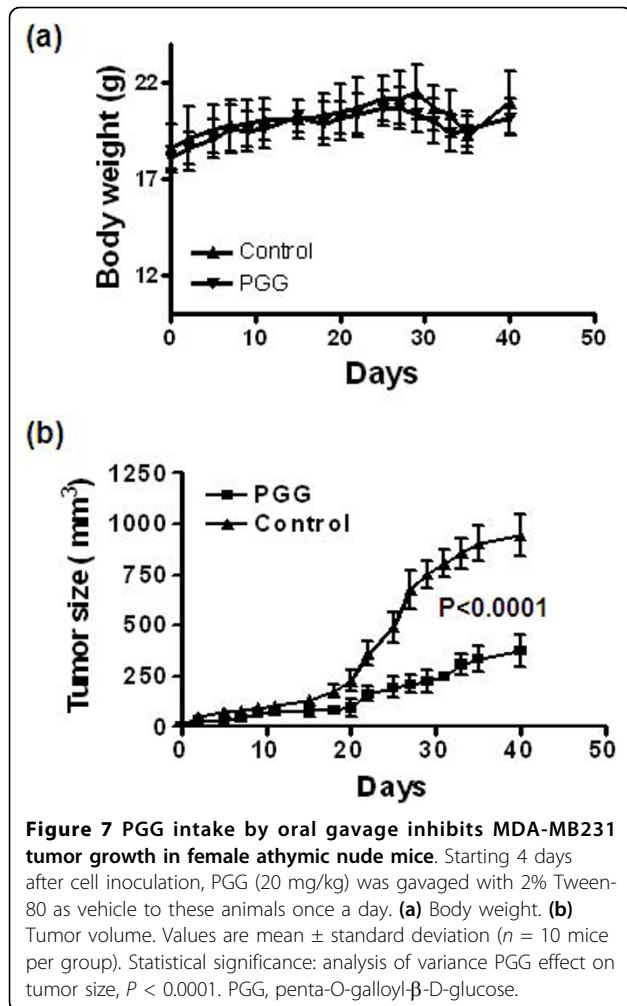 (a)
Body weight (g)
22
17
12
Control
PGG
0 10 20 30 40 50
Days
(b)
Tumor size ( mm³)
1250
1000
750
500
250
0
PGG
Control
P<0.0001
0 10 20 30 40 50
Days
Figure 7 PGG intake by oral gavage inhibits MDA-MB231
tumor growth in female athymic nude mice. Starting 4 days
after cell inoculation, PGG (20 mg/kg) was gavaged with 2% Tween-
80 as vehicle to these animals once a day. (a) Body weight. (b)
Tumor volume. Values are mean ± standard deviation (n = 10 mice
per group). Statistical significance: analysis of variance PGG effect on
tumor size, P < 0.0001. PGG, penta-O-galloyl-β-D-glucose.